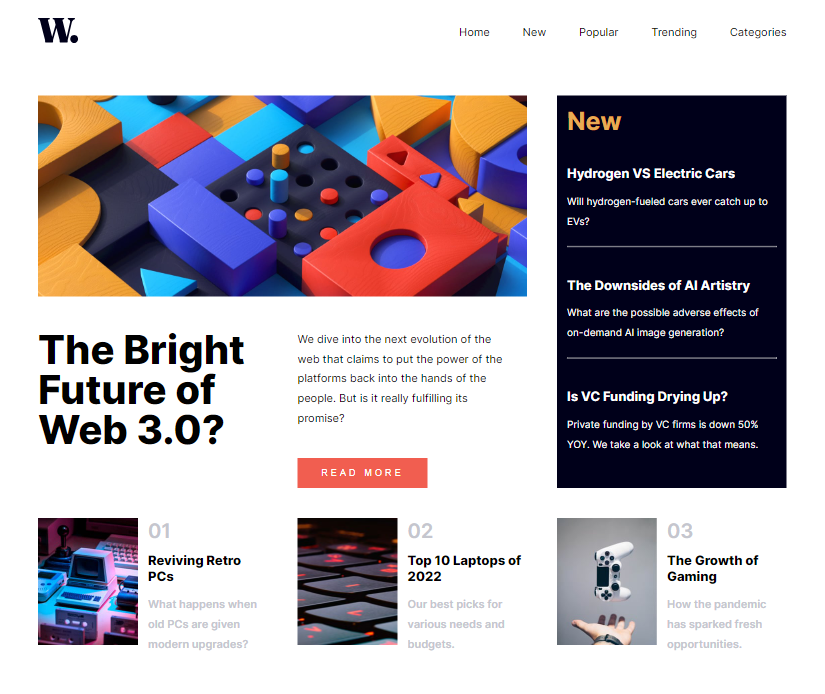 W.
Home New Popular Trending Categories
The Bright
Future of
Web 3.0?
We dive into the next evolution of the
web that claims to put the power of the
platforms back into the hands of the
people. But is it really fulfilling its
promise?
READ MORE
New
Hydrogen VS Electric Cars
Will hydrogen-fueled cars ever catch up to
EVs?
The Downsides of AI Artistry
What are the possible adverse effects of
on-demand AI image generation?
Is VC Funding Drying Up?
Private funding by VC firms is down 50%
YOY. We take a look at what that means.
01
Reviving Retro
PCs
What happens when
old PCs are given
modern upgrades?
02
Top 10 Laptops of
2022
Our best picks for
various needs and
budgets.
03
The Growth of
Gaming
How the pandemic
has sparked fresh
opportunities.